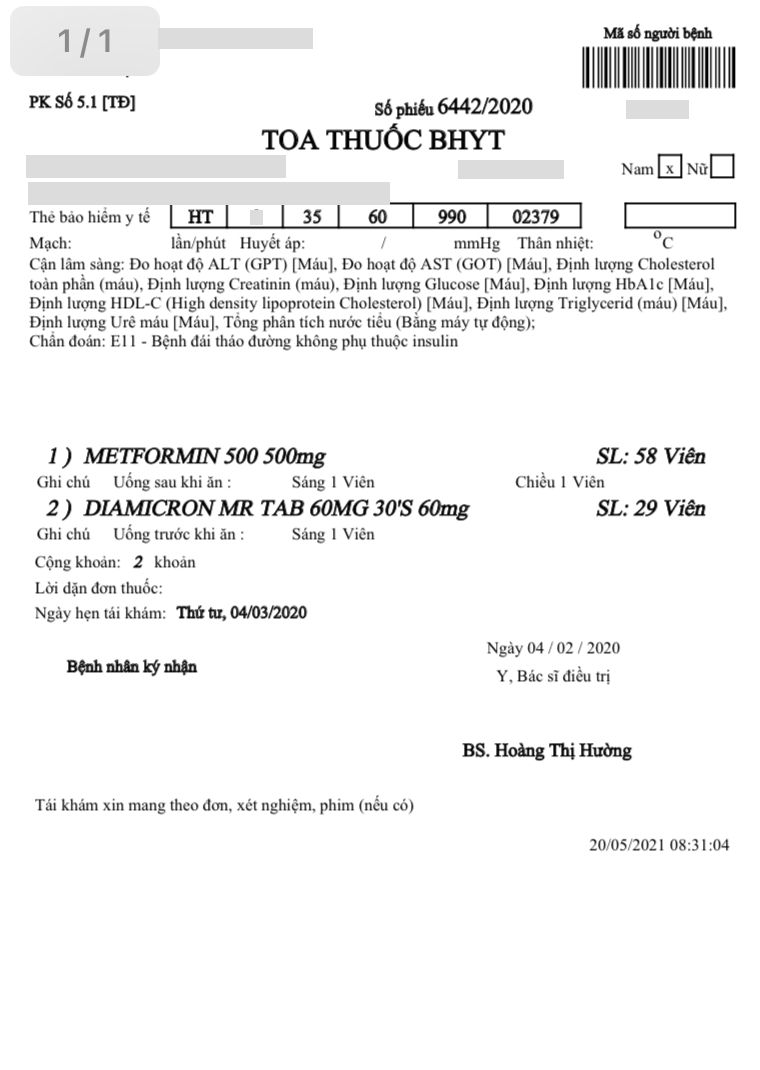 1/1
Mã số người bệnh
PK Số 5.1 [TĐ]
Số phiếu 6442/2020
TOA THUỐC BHYT
Nam x Nữ
Thẻ bảo hiểm y tế HT 35 60 990 02379
Mạch: lần/phút Huyết áp: / mmHg Thân nhiệt: °C
Cận lâm sàng: Đo hoạt độ ALT (GPT) [Máu], Đo hoạt độ AST (GOT) [Máu], Định lượng Cholesterol
toàn phần (máu), Định lượng Creatinin (máu), Định lượng Glucose [Máu], Định lượng HbA1c [Máu],
Định lượng HDL-C (High density lipoprotein Cholesterol) [Máu], Định lượng Triglycerid (máu) [Máu],
Định lượng Urê máu [Máu], Tổng phân tích nước tiểu (Bằng máy tự động);
Chẩn đoán: E11 - Bệnh đái tháo đường không phụ thuộc insulin
1 ) METFORMIN 500 500mg SL: 58 Viên
Ghi chú Uống sau khi ăn : Sáng 1 Viên Chiều 1 Viên
2 ) DIAMICRON MR TAB 60MG 30'S 60mg SL: 29 Viên
Ghi chú Uống trước khi ăn : Sáng 1 Viên
Cộng khoản: 2 khoản
Lời dặn đơn thuốc:
Ngày hẹn tái khám: Thứ tư, 04/03/2020
Ngày 04 / 02 / 2020
Bệnh nhân ký nhận
Y, Bác sĩ điều trị
BS. Hoàng Thị Hường
Tái khám xin mang theo đơn, xét nghiệm, phim (nếu có)
20/05/2021 08:31:04